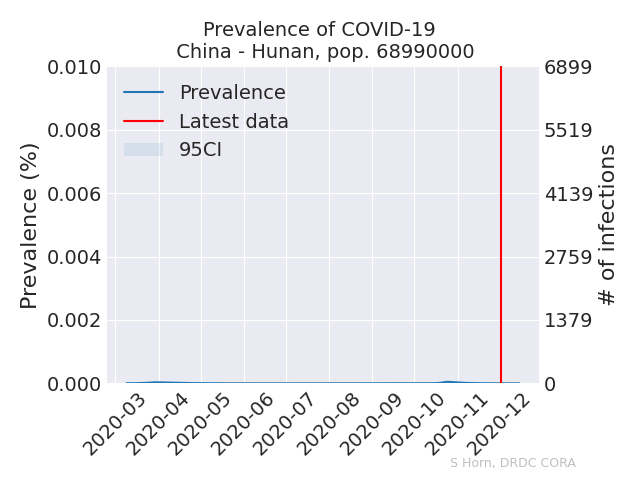 Prevalence of COVID-19
China - Hunan, pop. 68990000
Prevalence
Latest data
95CI
Prevalence (%)
0.010
0.008
0.006
0.004
0.002
0.000
6899
5519
4139
2759
1379
0
# of infections
2020-03
2020-04
2020-05
2020-06
2020-07
2020-08
2020-09
2020-10
2020-11
2020-12
S Horn, DRDC CORA